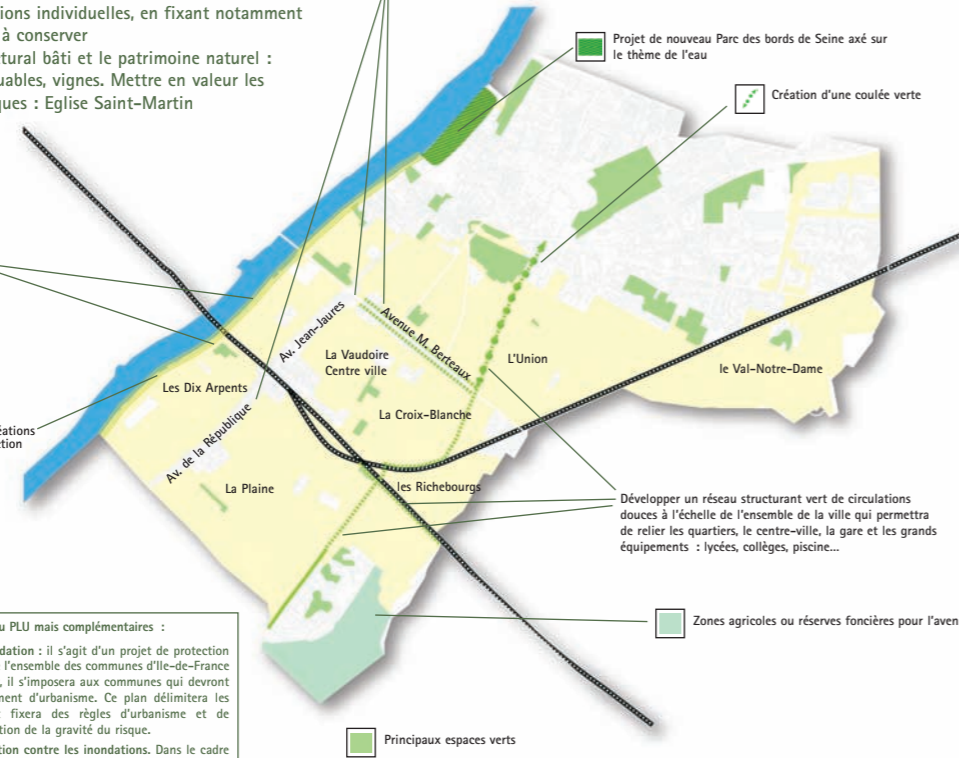 ions individuelles, en fixant notamment
à conserver
ctural bâti et le patrimoine naturel :
uables, vignes. Mettre en valeur les
ques : Eglise Saint-Martin
Projet de nouveau Parc des bords de Seine axé sur
le thème de l'eau
Création d'une coulée verte
Av. Jean-Jaures
Avenue M. Berteaux
La Vaudoire
Centre ville
L'Union
le Val-Notre-Dame
Les Dix Arpents
La Croix-Blanche
éations
ction
Av. de la République
La Plaine
les Richebourgs
Développer un réseau structurant vert de circulations
douces à l'échelle de l'ensemble de la ville qui permettra
de relier les quartiers, le centre-ville, la gare et les grands
équipements : lycées, collèges, piscine...
Zones agricoles ou réserves foncières pour l'aven
u PLU mais complémentaires :
dation : il s'agit d'un projet de protection
l'ensemble des communes d'Ile-de-France
, il s'imposera aux communes qui devront
ment d'urbanisme. Ce plan délimitera les
t fixera des règles d'urbanisme et de
tion de la gravité du risque.
tion contre les inondations. Dans le cadre
Principaux espaces verts